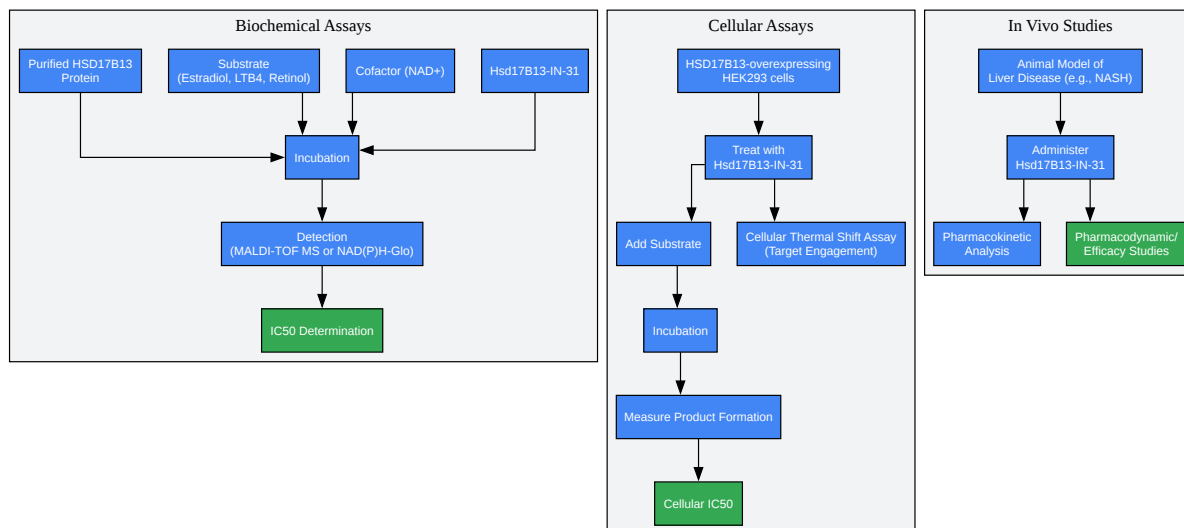 Biochemical Assays
Purified HSD17B13
Protein
Substrate
(Estradiol, LTB4, Retinol)
Cofactor (NAD+)
Hsd17B13-IN-31
Incubation
Detection
(MALDI-TOF MS or NAD(P)H-Glo)
IC50 Determination
Cellular Assays
HSD17B13-overexpressing
HEK293 cells
Treat with
Hsd17B13-IN-31
Add Substrate
Cellular Thermal Shift Assay
(Target Engagement)
Incubation
Measure Product Formation
Cellular IC50
In Vivo Studies
Animal Model of
Liver Disease (e.g., NASH)
Administer
Hsd17B13-IN-31
Pharmacokinetic
Analysis
Pharmacodynamic/
Efficacy Studies